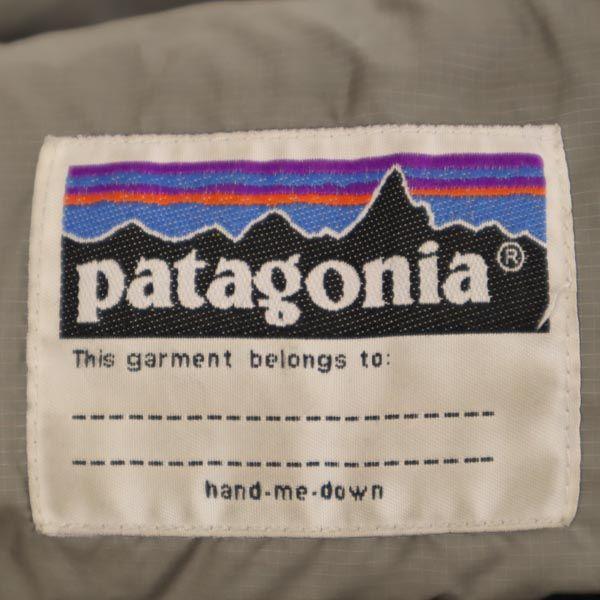 patagonia®
This garment belongs to:
hand-me-down